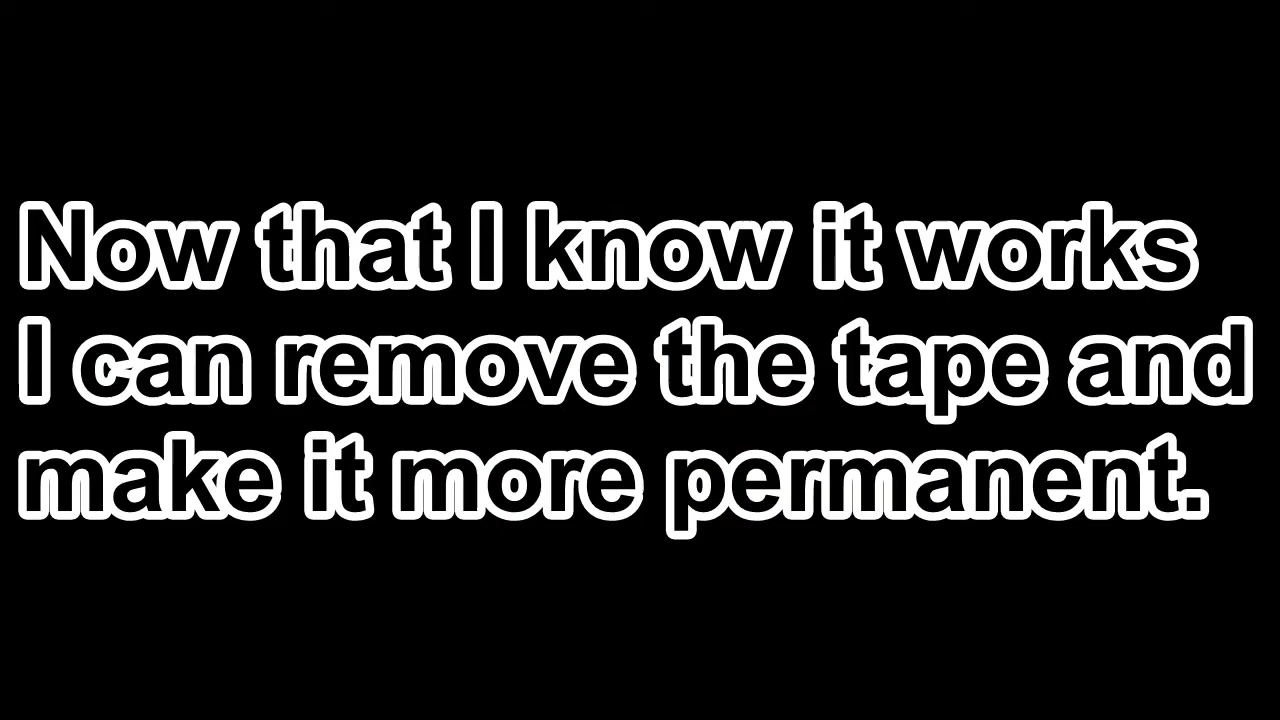 Now that I know it works
I can remove the tape and
make it more permanent.